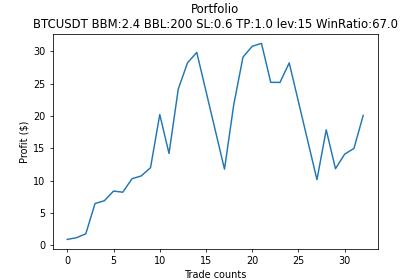 Portfolio
BTCUSDT BBM:2.4 BBL:200 SL:0.6 TP:1.0 lev:15 WinRatio:67.0
Profit ($)
30
25
20
15
10
5
0
0 5 10 15 20 25 30
Trade counts